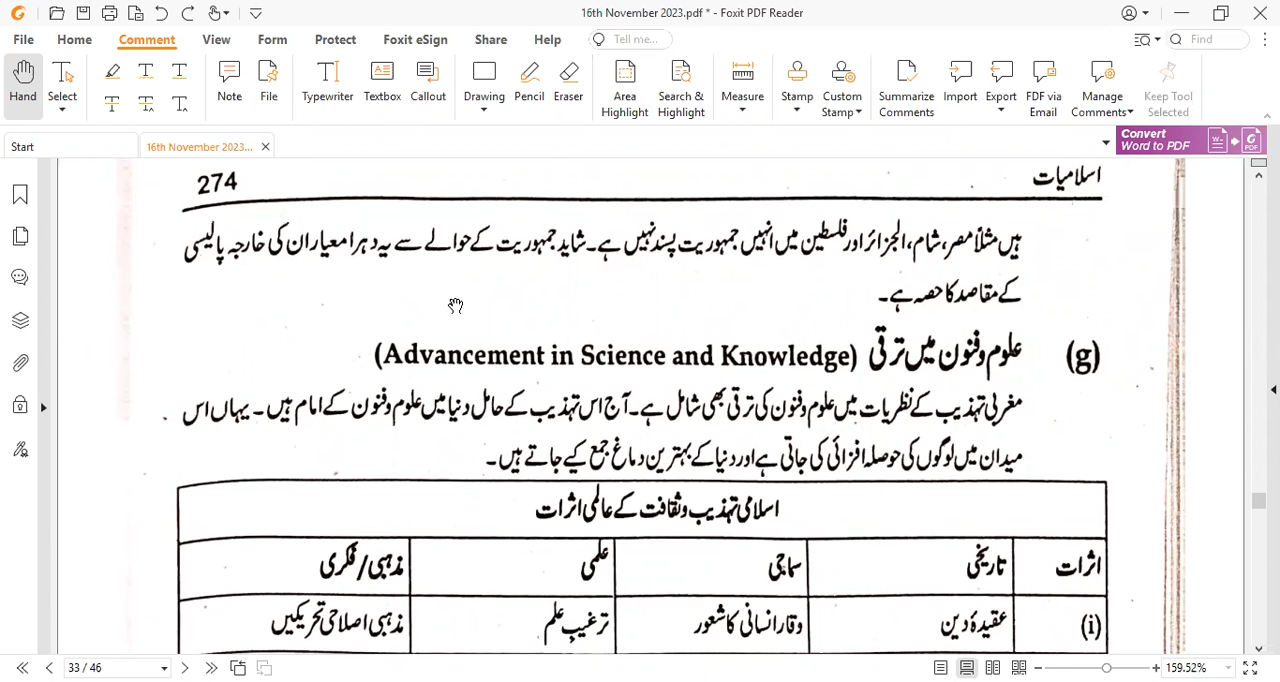 16th November 2023.pdf * - Foxit PDF Reader
File Home Comment View Form Protect Foxit eSign Share Help Tell me... Find
Hand Select Note File Typewriter Textbox Callout Drawing Pencil Eraser Area Highlight Search & Highlight Measure Stamp Custom Stamp Summarize Comments Import Export FDF via Email Manage Comments Keep Tool Selected
Start 16th November 2023... Convert Word to PDF
اسلامیات 274
ہیں مثلاً مصر، شام، الجزائر اور فلسطین میں انہیں جمہوریت پسند نہیں ہے۔ شاید جمہوریت کے حوالے سے یہ دہرا معیار ان کی خارجہ پالیسی
کے مقاصد کا حصہ ہے۔
(g) علوم و فنون میں ترقی (Advancement in Science and Knowledge)
مغربی تہذیب کے نظریات میں علوم و فنون کی ترقی بھی شامل ہے۔ آج اس تہذیب کے حامل دنیا میں علوم و فنون کے امام ہیں۔ یہاں اس
میدان میں لوگوں کی حوصلہ افزائی کی جاتی ہے اور دنیا کے بہترین دماغ جمع کیے جاتے ہیں۔
اسلامی تہذیب و ثقافت کے عالمی اثرات
اثرات تاریخی سماجی علمی مذہبی/فکری
(i) عقیدۂ دین وقار انسانی کا شعور ترغیبِ علم مذہبی اصلاحی تحریکیں
33 / 46 159.52%